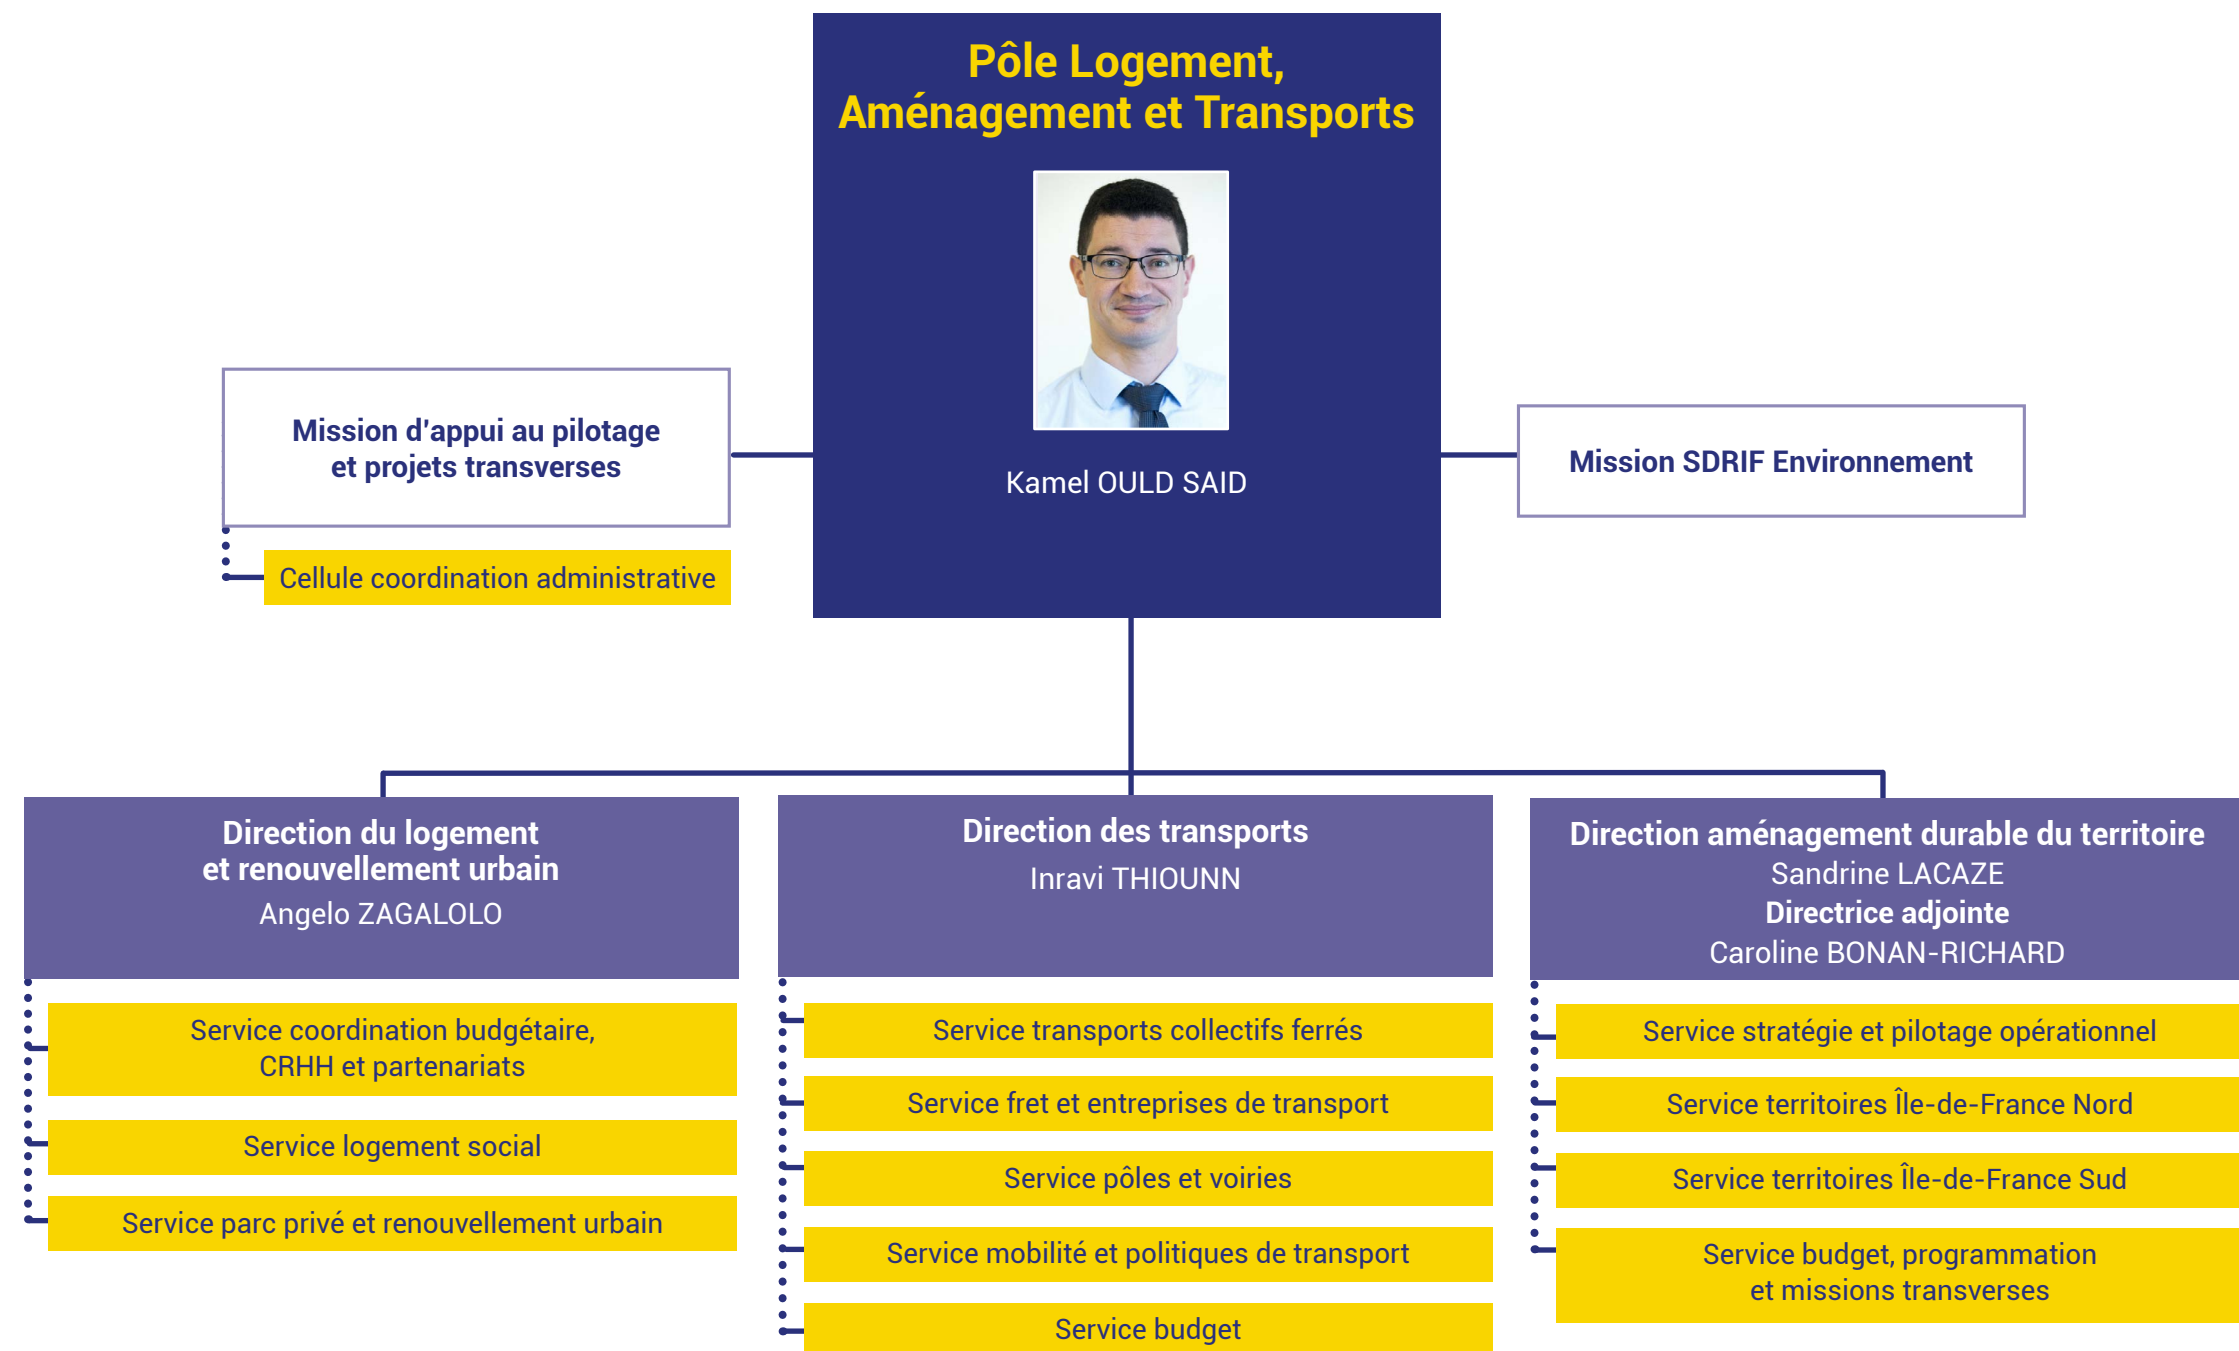 Pôle Logement,
Aménagement et Transports
Kamel OULD SAID
Mission d'appui au pilotage
et projets transverses
Cellule coordination administrative
Mission SDRIF Environnement
Direction du logement
et renouvellement urbain
Angelo ZAGALOLO
Service coordination budgétaire,
CRHH et partenariats
Service logement social
Service parc privé et renouvellement urbain
Direction des transports
Inravi THIOUNN
Service transports collectifs ferrés
Service fret et entreprises de transport
Service pôles et voiries
Service mobilité et politiques de transport
Service budget
Direction aménagement durable du territoire
Sandrine LACAZE
Directrice adjointe
Caroline BONAN-RICHARD
Service stratégie et pilotage opérationnel
Service territoires Île-de-France Nord
Service territoires Île-de-France Sud
Service budget, programmation
et missions transverses